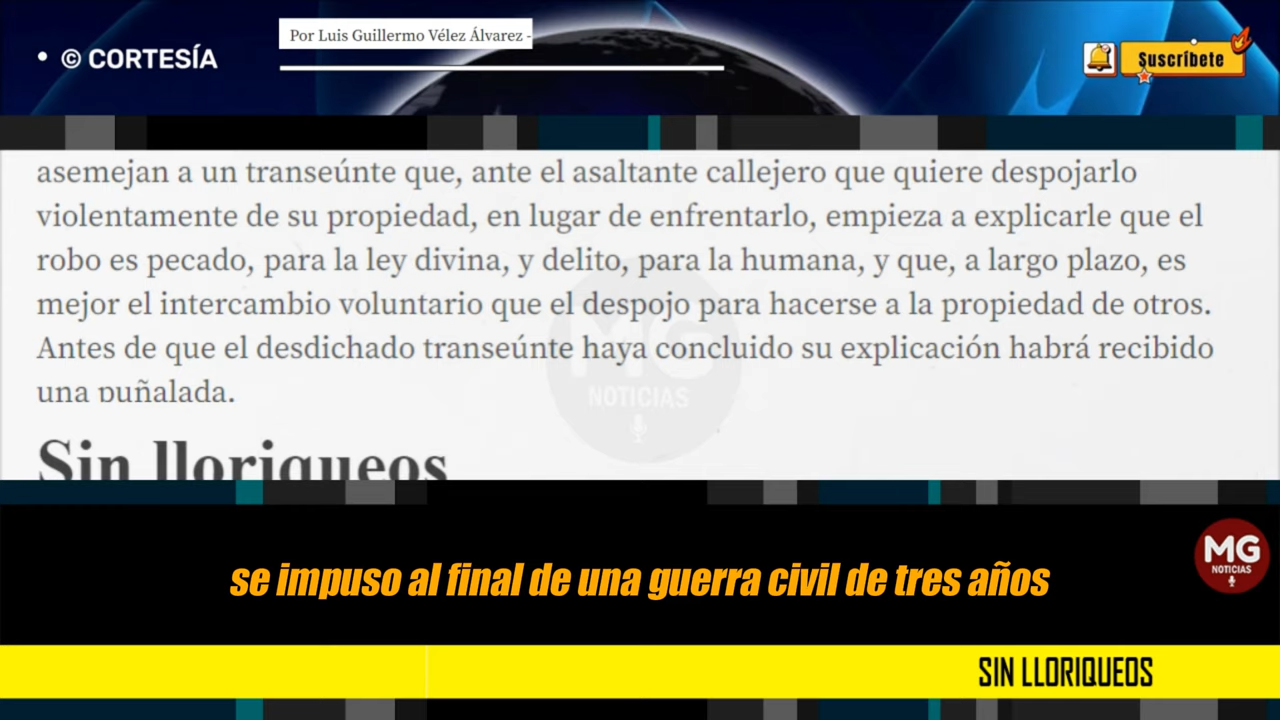 • © CORTESÍA
Por Luis Guillermo Vélez Álvarez -
Suscríbete
asemejan a un transeúnte que, ante el asaltante callejero que quiere despojarlo
violentamente de su propiedad, en lugar de enfrentarlo, empieza a explicarle que el
robo es pecado, para la ley divina, y delito, para la humana, y que, a largo plazo, es
mejor el intercambio voluntario que el despojo para hacerse a la propiedad de otros.
Antes de que el desdichado transeúnte haya concluido su explicación habrá recibido
una puñalada.
MG
NOTICIAS
Sin lloriqueos
se impuso al final de una guerra civil de tres años
MG
NOTICIAS
SIN LLORIQUEOS